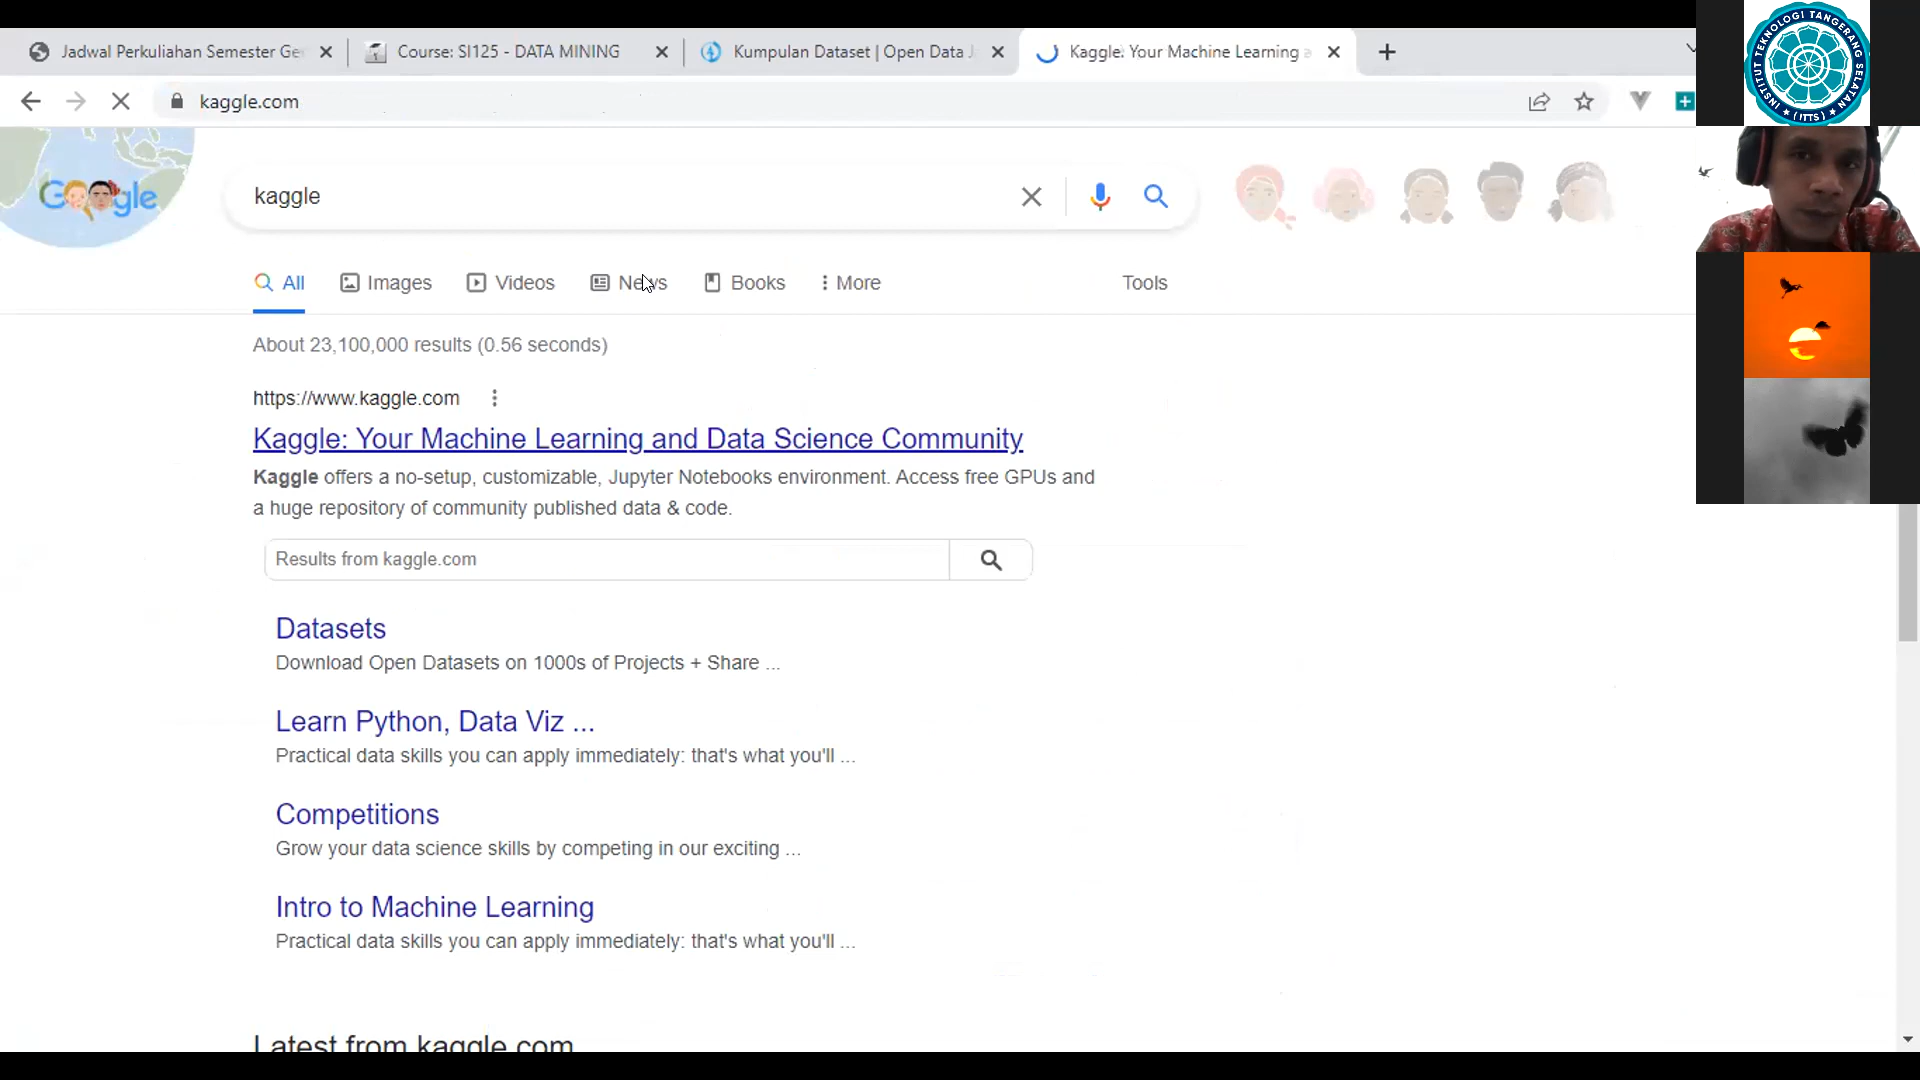 Jadwal Perkuliahan Semester Ge
Course: SI125 - DATA MINING
Kumpulan Dataset | Open Data J
Kaggle: Your Machine Learning a
kaggle.com
Google
kaggle
All
Images
Videos
News
Books
More
Tools
About 23,100,000 results (0.56 seconds)
https://www.kaggle.com
Kaggle: Your Machine Learning and Data Science Community
Kaggle offers a no-setup, customizable, Jupyter Notebooks environment. Access free GPUs and
a huge repository of community published data & code.
Results from kaggle.com
Datasets
Download Open Datasets on 1000s of Projects + Share ...
Learn Python, Data Viz ...
Practical data skills you can apply immediately: that's what you'll ...
Competitions
Grow your data science skills by competing in our exciting ...
Intro to Machine Learning
Practical data skills you can apply immediately: that's what you'll ...
Latest from kaggle.com
INSTITUT TEKNOLOGI TANGERANG SELATAN
(ITTS)